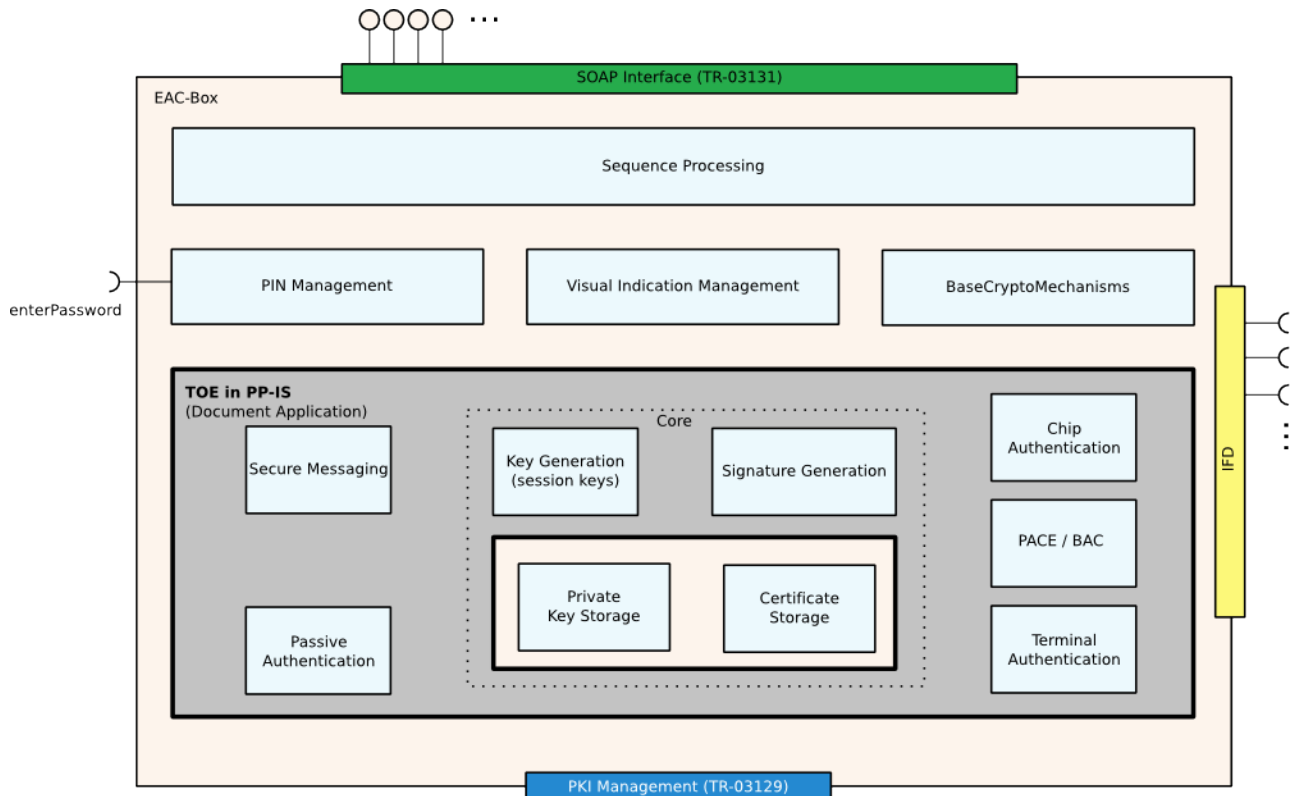 SOAP Interface (TR-03131)
EAC-Box
Sequence Processing
PIN Management
Visual Indication Management
BaseCryptoMechanisms
enterPassword
TOE in PP-IS
(Document Application)
Core
Secure Messaging
Key Generation
(session keys)
Signature Generation
Chip
Authentication
IFD
PACE / BAC
Private
Key Storage
Certificate
Storage
Passive
Authentication
Terminal
Authentication
PKI Management (TR-03129)